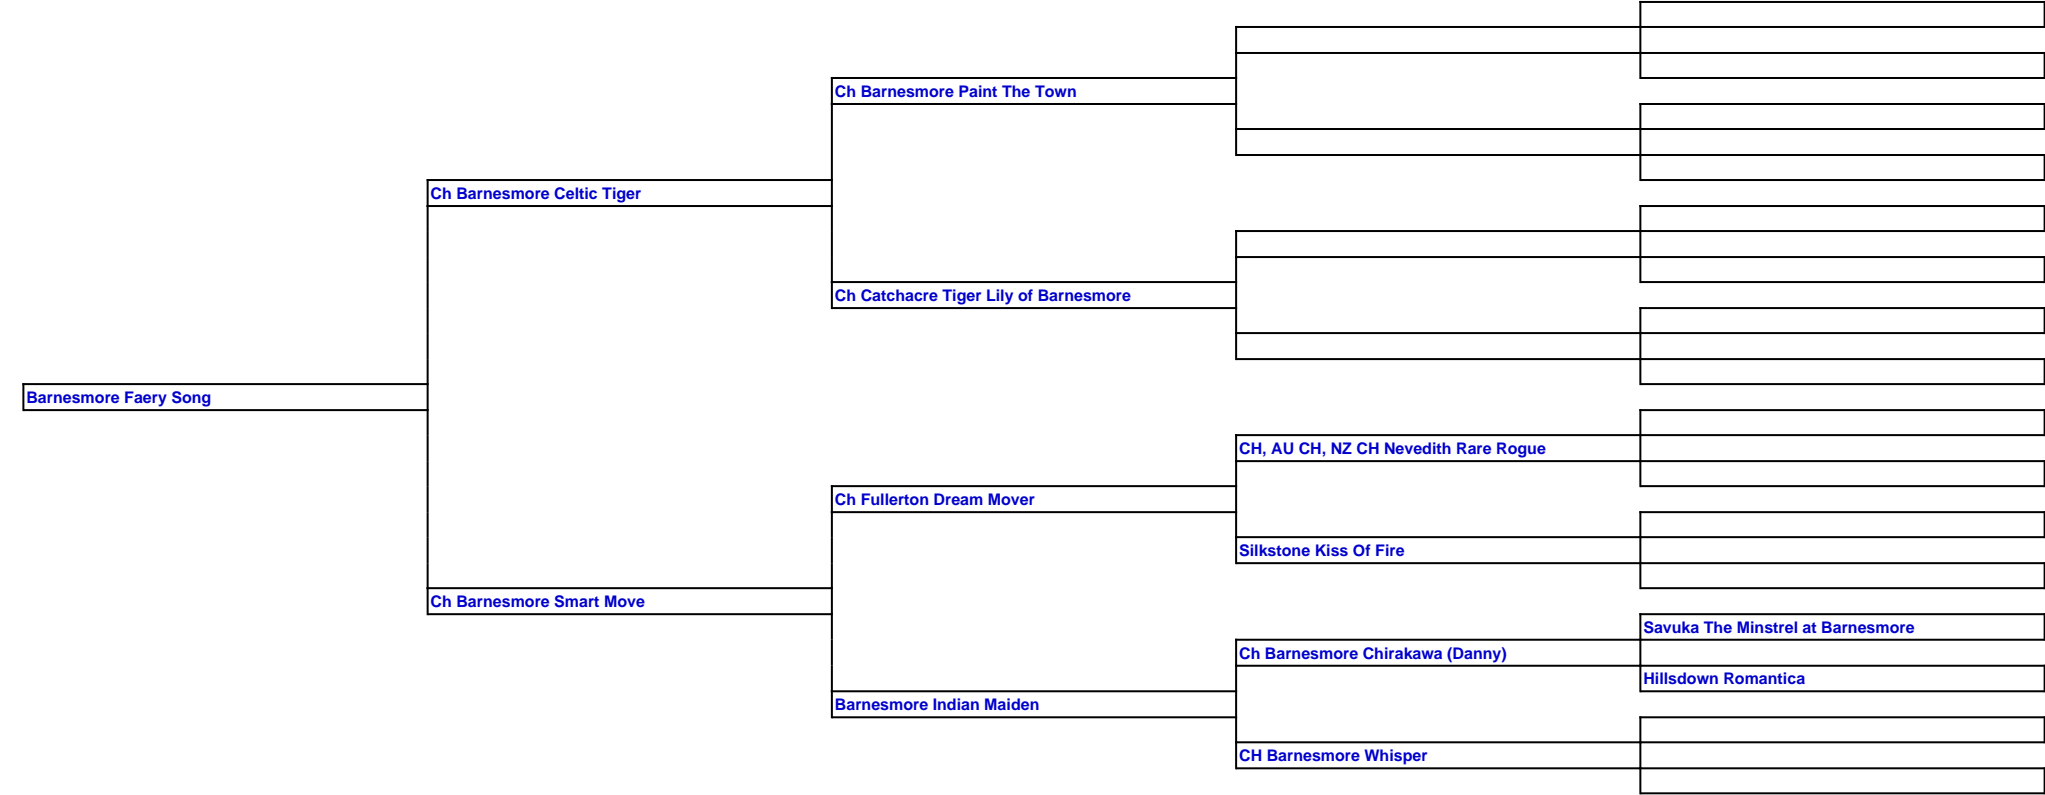 Ch Barnesmore Paint The Town
Ch Barnesmore Celtic Tiger
Ch Catchacre Tiger Lily of Barnesmore
Barnesmore Faery Song
CH, AU CH, NZ CH Nevedith Rare Rogue
Ch Fullerton Dream Mover
Silkstone Kiss Of Fire
Ch Barnesmore Smart Move
Savuka The Minstrel at Barnesmore
Ch Barnesmore Chirakawa (Danny)
Hillsdown Romantica
Barnesmore Indian Maiden
CH Barnesmore Whisper